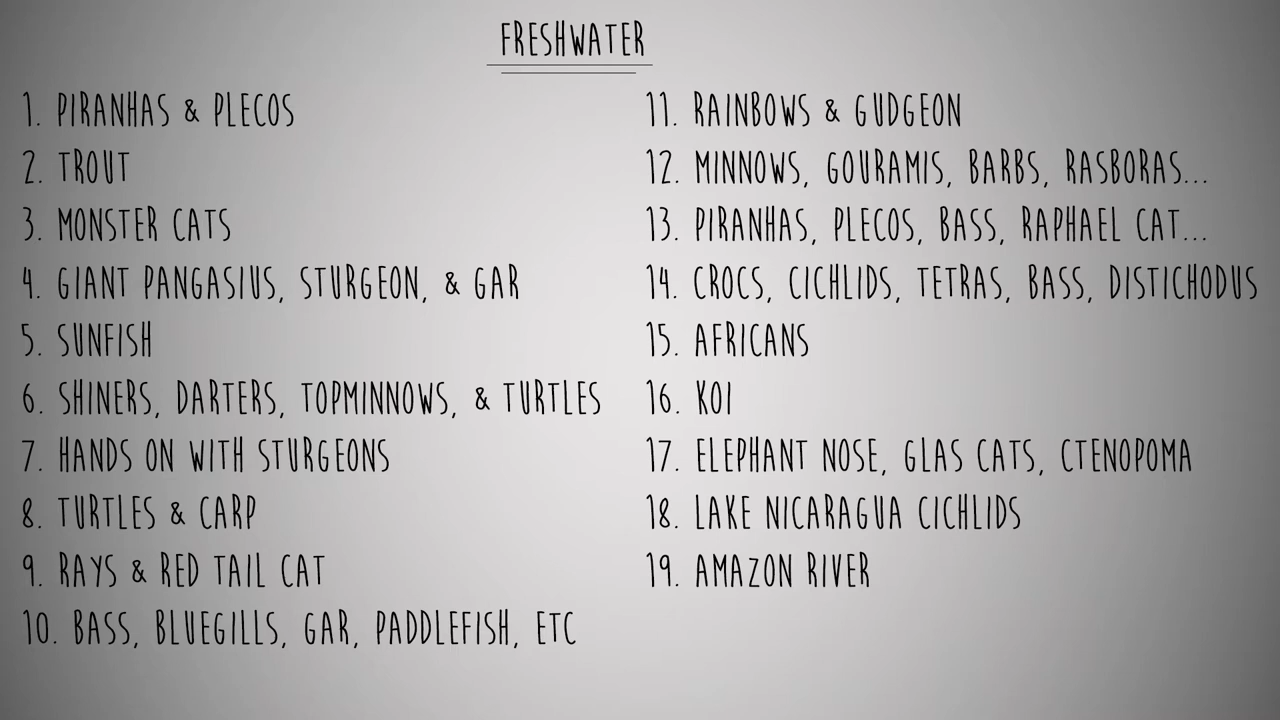 FRESHWATER
1. PIRANHAS & PLECOS
2. TROUT
3. MONSTER CATS
4. GIANT PANGASIUS, STURGEON, & GAR
5. SUNFISH
6. SHINERS, DARTERS, TOPMINNOWS, & TURTLES
7. HANDS ON WITH STURGEONS
8. TURTLES & CARP
9. RAYS & RED TAIL CAT
10. BASS, BLUEGILLS, GAR, PADDLEFISH, ETC
11. RAINBOWS & GUDGEON
12. MINNOWS, GOURAMIS, BARBS, RASBORAS...
13. PIRANHAS, PLECOS, BASS, RAPHAEL CAT...
14. CROCS, CICHLIDS, TETRAS, BASS, DISTICHODUS
15. AFRICANS
16. KOI
17. ELEPHANT NOSE, GLAS CATS, CTENOPOMA
18. LAKE NICARAGUA CICHLIDS
19. AMAZON RIVER